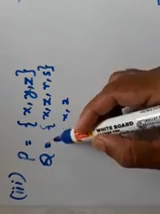 (iii) P = {x, y, z}
Q = {x, z, r, s}
x, z
WHITE BOARD